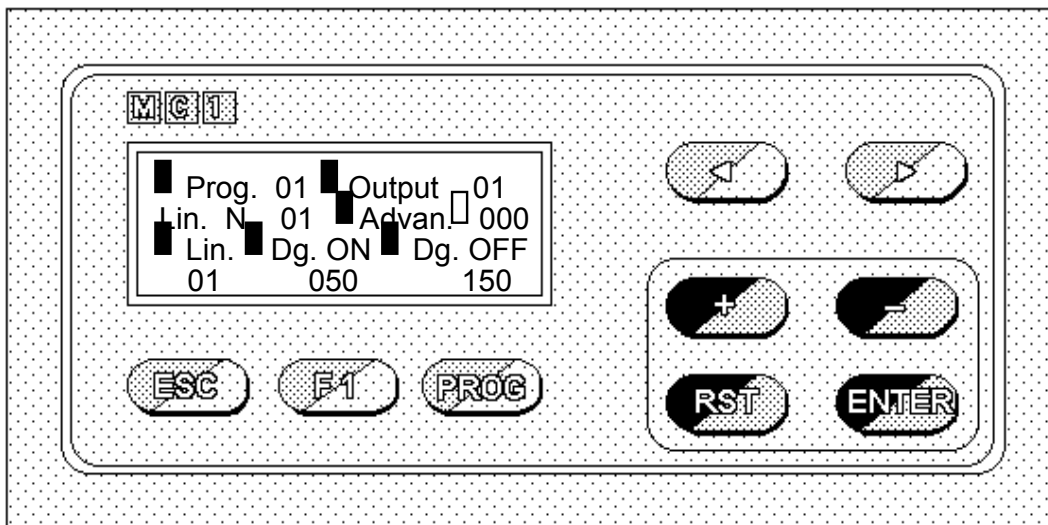 MC1
Prog. 01 Output 01
Lin. N 01 Advan. 000
Lin. Dg. ON Dg. OFF
01 050 150
+ -
ESC F1 PROG
RST ENTER